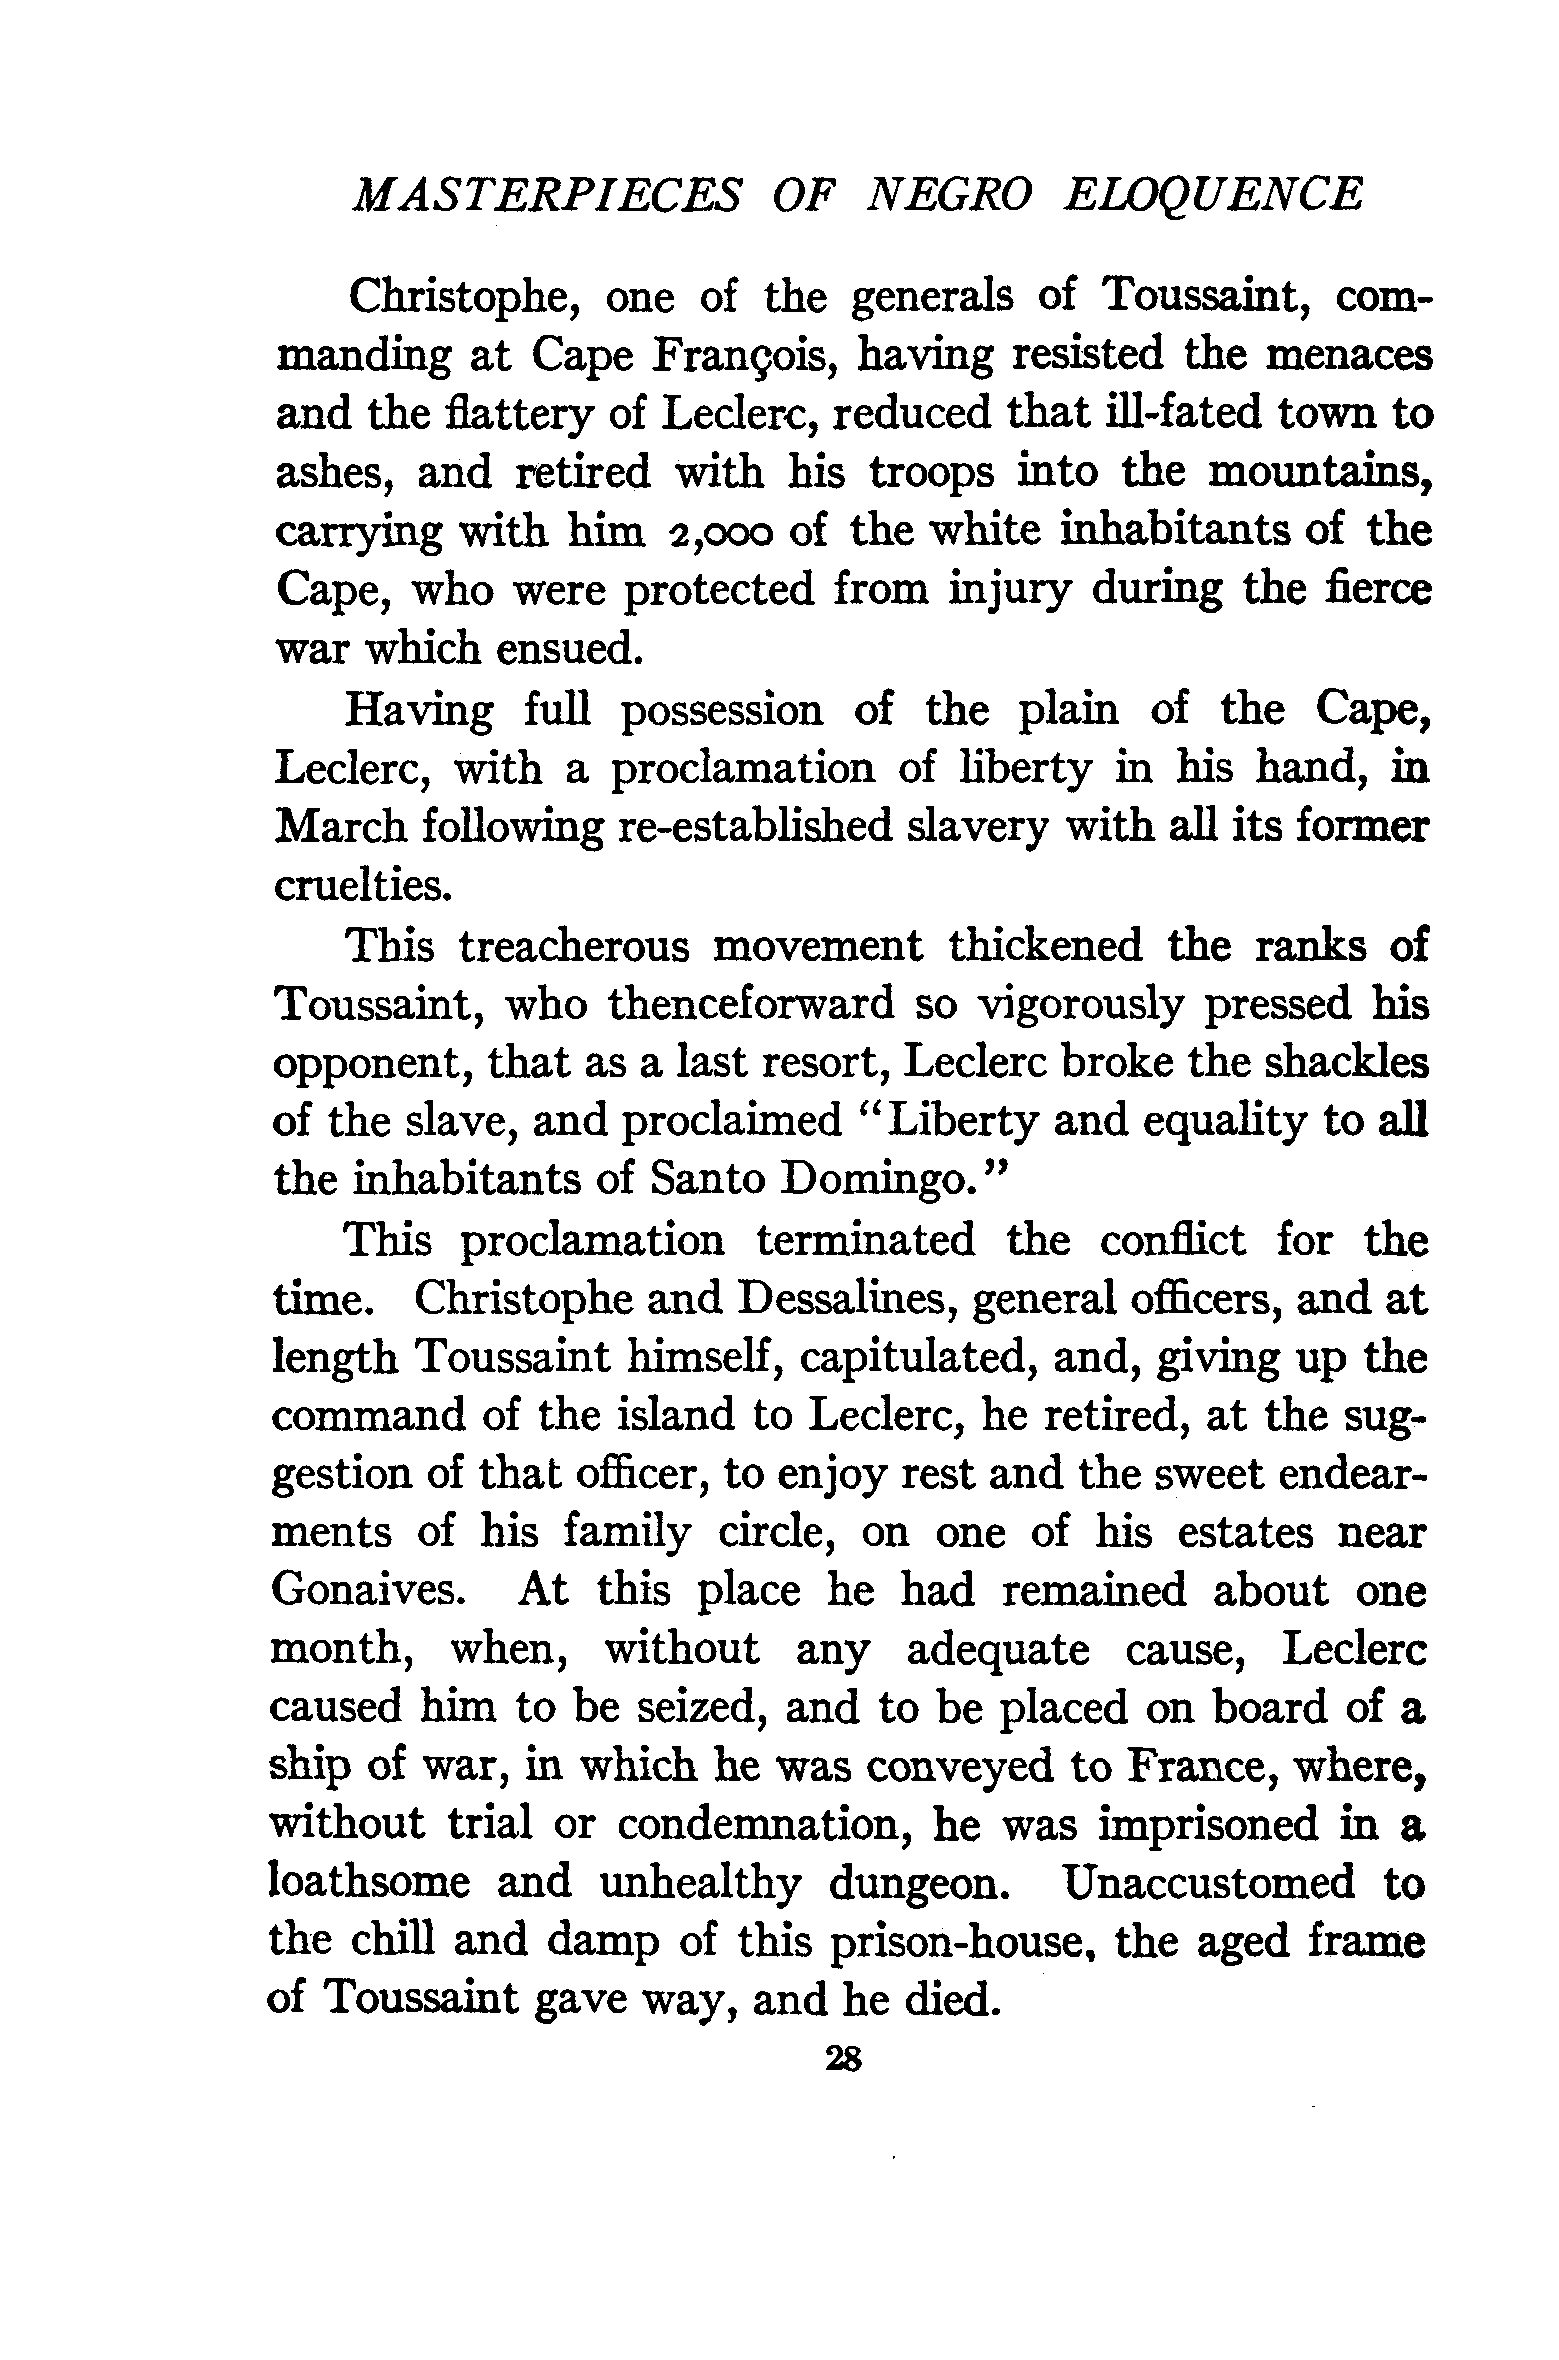 MASTERPIECES OF NEGRO ELOQUENCE
Christophe, one of the generals of Toussaint, com-
manding at Cape François, having resisted the menaces
and the flattery of Leclerc, reduced that ill-fated town to
ashes, and retired with his troops into the mountains,
carrying with him 2,000 of the white inhabitants of the
Cape, who were protected from injury during the fierce
war which ensued.
Having full possession of the plain of the Cape,
Leclerc, with a proclamation of liberty in his hand, in
March following re-established slavery with all its former
cruelties.
This treacherous movement thickened the ranks of
Toussaint, who thenceforward so vigorously pressed his
opponent, that as a last resort, Leclerc broke the shackles
of the slave, and proclaimed “Liberty and equality to all
the inhabitants of Santo Domingo.”
This proclamation terminated the conflict for the
time. Christophe and Dessalines, general officers, and at
length Toussaint himself, capitulated, and, giving up the
command of the island to Leclerc, he retired, at the sug-
gestion of that officer, to enjoy rest and the sweet endear-
ments of his family circle, on one of his estates near
Gonaives. At this place he had remained about one
month, when, without any adequate cause, Leclerc
caused him to be seized, and to be placed on board of a
ship of war, in which he was conveyed to France, where,
without trial or condemnation, he was imprisoned in a
loathsome and unhealthy dungeon. Unaccustomed to
the chill and damp of this prison-house, the aged frame
of Toussaint gave way, and he died.
28